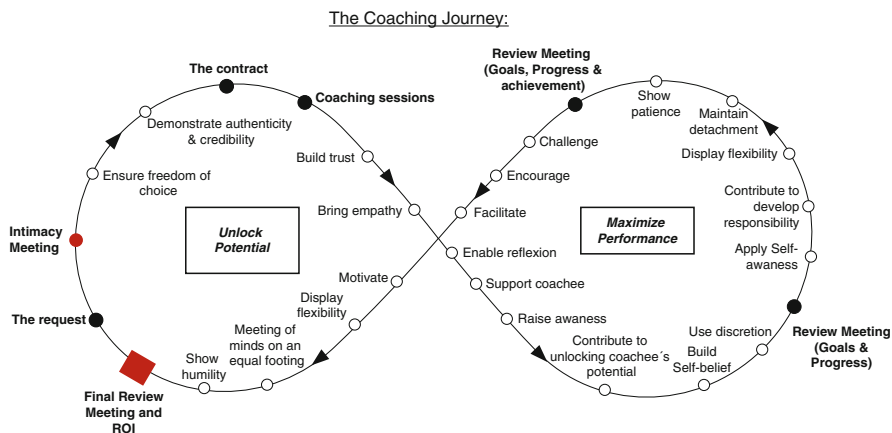 The Coaching Journey:
The contract
Coaching sessions
Demonstrate authenticity
& credibility
Build trust
Ensure freedom of
choice
Bring empathy
Unlock
Potential
Intimacy
Meeting
The request
Final Review
Meeting and
ROI
Show
humility
Meeting of
minds on an
equal footing
Display
flexibility
Motivate
Review Meeting
(Goals, Progress &
achievement)
Challenge
Encourage
Facilitate
Show
patience
Maintain
detachment
Display flexibility
Contribute to
develop
responsibility
Apply Self-
awaness
Maximize
Performance
Enable reflexion
Support coachee
Raise awaness
Contribute to
unlocking coachee´s
potential
Build
Self-belief
Use discretion
Review Meeting
(Goals &
Progress)